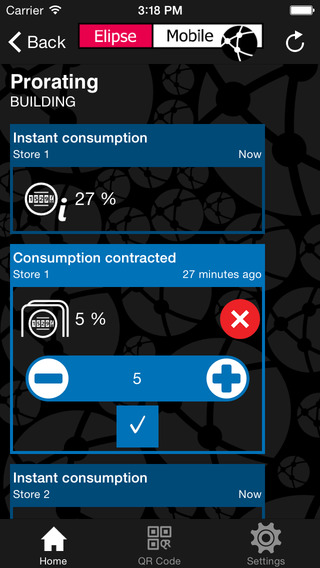 Carrier 3:18 PM
Back Elipse Mobile
Prorating
BUILDING
Instant consumption
Store 1 Now
27 %
Consumption contracted
Store 1 27 minutes ago
5 %
5
Instant consumption
Store 2 Now
QR
Home QR Code Settings